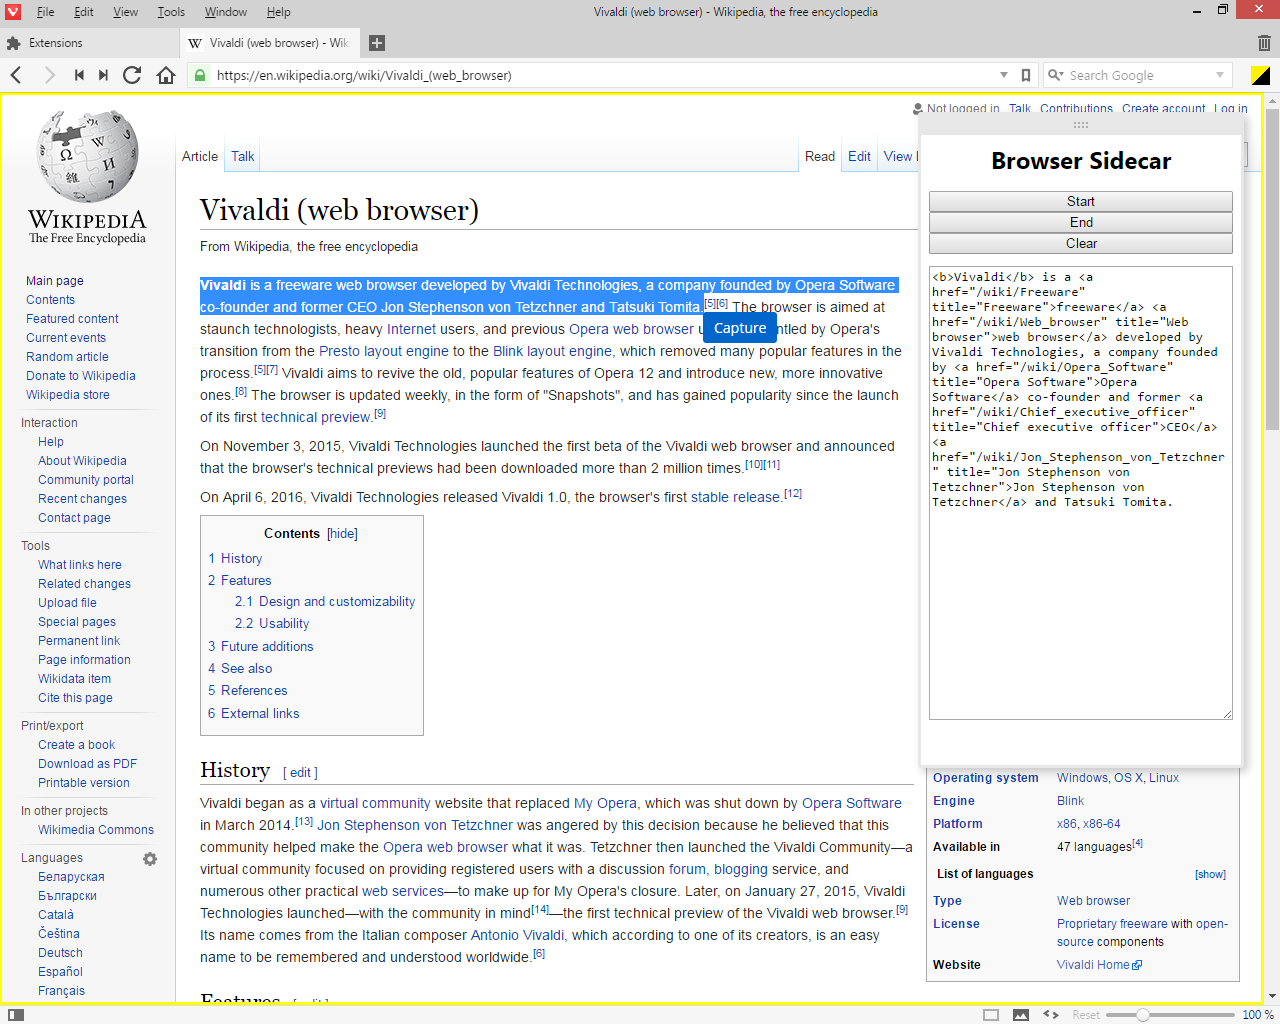 File Edit View Tools Window Help
Vivaldi (web browser) - Wikipedia, the free encyclopedia
Extensions
W Vivaldi (web browser) - Wik
https://en.wikipedia.org/wiki/Vivaldi_(web_browser)
Search Google
WIKIPEDIA
The Free Encyclopedia
Main page
Contents
Featured content
Current events
Random article
Donate to Wikipedia
Wikipedia store
Interaction
Help
About Wikipedia
Community portal
Recent changes
Contact page
Tools
What links here
Related changes
Upload file
Special pages
Permanent link
Page information
Wikidata item
Cite this page
Print/export
Create a book
Download as PDF
Printable version
In other projects
Wikimedia Commons
Languages
Беларуская
Български
Català
Čeština
Deutsch
Español
Français
Not logged in Talk Contributions Create account Log in
Article Talk
Read Edit View
Vivaldi (web browser)
From Wikipedia, the free encyclopedia
Vivaldi is a freeware web browser developed by Vivaldi Technologies, a company founded by Opera Software
co-founder and former CEO Jon Stephenson von Tetzchner and Tatsuki Tomita.[5][6] The browser is aimed at
staunch technologists, heavy Internet users, and previous Opera web browser u ntled by Opera's
Capture
transition from the Presto layout engine to the Blink layout engine, which removed many popular features in the
process.[5][7] Vivaldi aims to revive the old, popular features of Opera 12 and introduce new, more innovative
ones.[8] The browser is updated weekly, in the form of "Snapshots", and has gained popularity since the launch
of its first technical preview.[9]
On November 3, 2015, Vivaldi Technologies launched the first beta of the Vivaldi web browser and announced
that the browser's technical previews had been downloaded more than 2 million times.[10][11]
On April 6, 2016, Vivaldi Technologies released Vivaldi 1.0, the browser's first stable release.[12]
Contents [hide]
1 History
2 Features
2.1 Design and customizability
2.2 Usability
3 Future additions
4 See also
5 References
6 External links
History [ edit ]
Vivaldi began as a virtual community website that replaced My Opera, which was shut down by Opera Software
in March 2014.[13] Jon Stephenson von Tetzchner was angered by this decision because he believed that this
community helped make the Opera web browser what it was. Tetzchner then launched the Vivaldi Community—a
virtual community focused on providing registered users with a discussion forum, blogging service, and
numerous other practical web services—to make up for My Opera's closure. Later, on January 27, 2015, Vivaldi
Technologies launched—with the community in mind[14]—the first technical preview of the Vivaldi web browser.[9]
Its name comes from the Italian composer Antonio Vivaldi, which according to one of its creators, is an easy
name to be remembered and understood worldwide.[6]
Features [ edit ]
Browser Sidecar
Start
End
Clear
<b>Vivaldi</b> is a <a
href="/wiki/Freeware"
title="Freeware">freeware</a> <a
href="/wiki/Web_browser" title="Web
browser">web browser</a> developed by
Vivaldi Technologies, a company founded
by <a href="/wiki/Opera_Software"
title="Opera Software">Opera
Software</a> co-founder and former <a
href="/wiki/Chief_executive_officer"
title="Chief executive officer">CEO</a>
<a
href="/wiki/Jon_Stephenson_von_Tetzchner
" title="Jon Stephenson von
Tetzchner">Jon Stephenson von
Tetzchner</a> and Tatsuki Tomita.
Operating system Windows, OS X, Linux
Engine Blink
Platform x86, x86-64
Available in 47 languages[4]
List of languages [show]
Type Web browser
License Proprietary freeware with open-
source components
Website Vivaldi Home
Reset 100 %